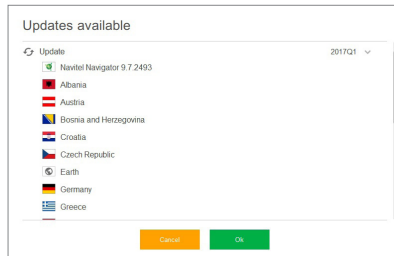 Updates available
Update 2017Q1
Navitel Navigator 9.7.2493
Albania
Austria
Bosnia and Herzegovina
Croatia
Czech Republic
Earth
Germany
Greece
Cancel Ok